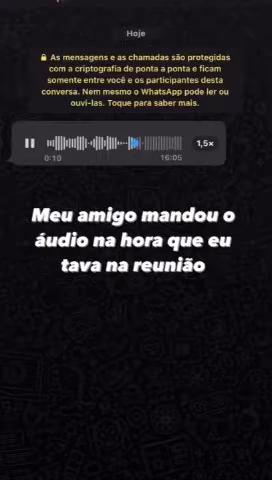 Hoje
As mensagens e as chamadas são protegidas
com a criptografia de ponta a ponta e ficam
somente entre você e os participantes desta
conversa. Nem mesmo o WhatsApp pode ler ou
ouvi-las. Toque para saber mais.
1,5×
0:10 16:05
Meu amigo mandou o
áudio na hora que eu
tava na reunião